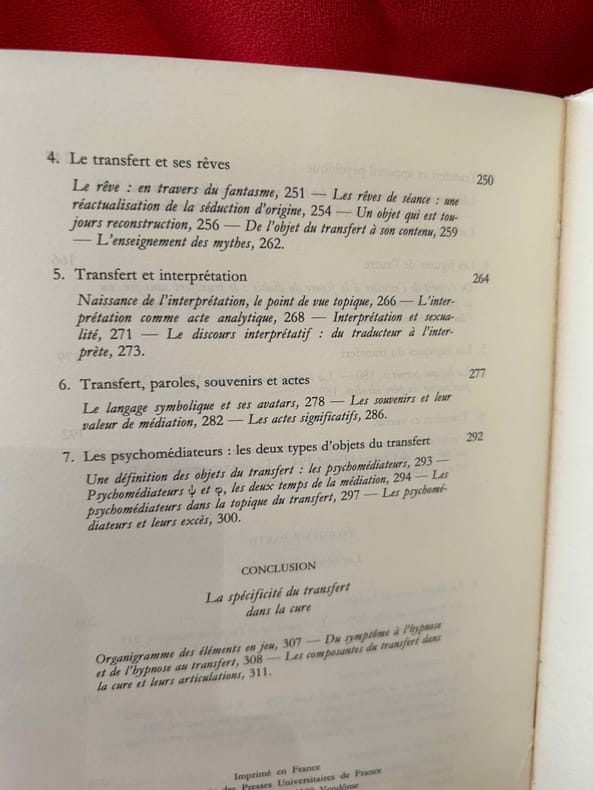 4. Le transfert et ses rêves 250
Le rêve : en travers du fantasme, 251 — Les rêves de séance : une
réactualisation de la séduction d'origine, 254 — Un objet qui est tou-
jours reconstruction, 256 — De l'objet du transfert à son contenu, 259
— L'enseignement des mythes, 262.
5. Transfert et interprétation 264
Naissance de l'interprétation, le point de vue topique, 266 — L'inter-
prétation comme acte analytique, 268 — Interprétation et sexua-
lité, 271 — Le discours interprétatif : du traducteur à l'inter-
prète, 273.
6. Transfert, paroles, souvenirs et actes 277
Le langage symbolique et ses avatars, 278 — Les souvenirs et leur
valeur de médiation, 282 — Les actes significatifs, 286.
7. Les psychomédiateurs : les deux types d'objets du transfert 292
Une définition des objets du transfert : les psychomédiateurs, 293 —
Psychomédiateurs ψ et φ, les deux temps de la médiation, 294 — Les
psychomédiateurs dans la topique du transfert, 297 — Les psychomé-
diateurs et leurs excès, 300.
CONCLUSION
La spécificité du transfert
dans la cure
Organigramme des éléments en jeu, 307 — Du symptôme à l'hypnose
et de l'hypnose au transfert, 308 — Les composantes du transfert dans
la cure et leurs articulations, 311.
Imprimé en France
des Presses Universitaires de France
Vendôme